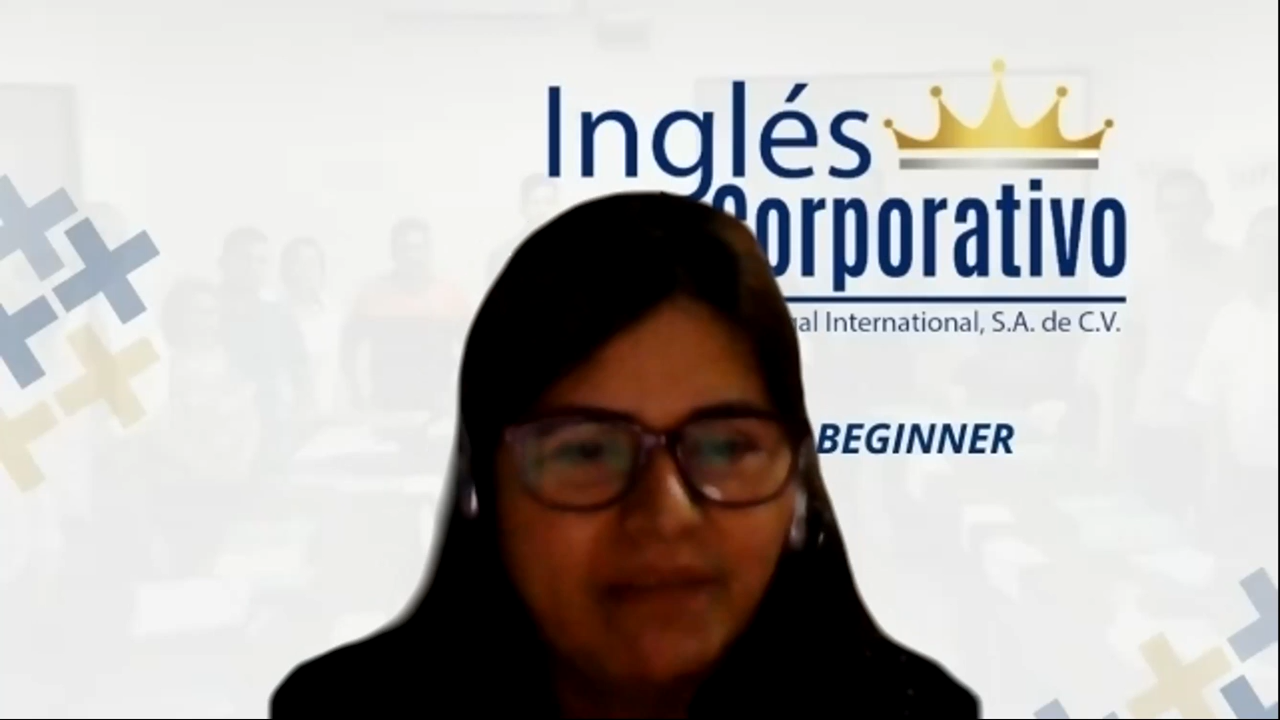 Inglés
Corporativo
International, S.A. de C.V.
BEGINNER